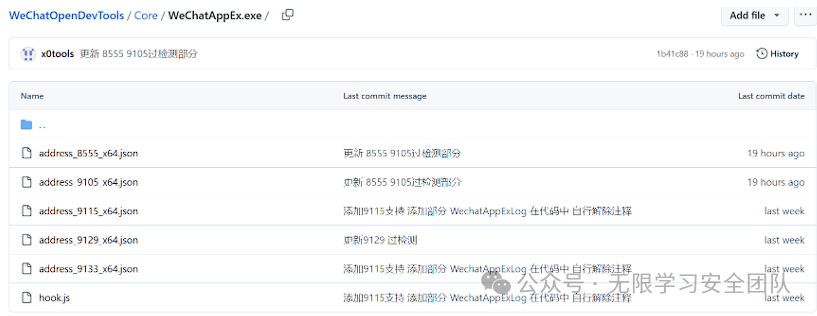 WeChatOpenDevTools / Core / WeChatAppEx.exe /
Add file
x0tools 更新 8555 9105过检测部分
1b41c88 · 19 hours ago
History
Name Last commit message Last commit date
..
address_8555_x64.json 更新 8555 9105过检测部分 19 hours ago
address_9105_x64.json 更新 8555 9105过检测部分 19 hours ago
address_9115_x64.json 添加9115支持 添加部分 WechatAppExLog 在代码中 自行解除注释 last week
address_9129_x64.json 更新9129 过检测 last week
address_9133_x64.json 添加9115支持 添加部分 WechatAppExLog 在代码中 自行解除注释 last week
hook.js 添加9115支持 添加部分 WechatAppExLog 在代码中 自行解除注释 last week
公众号 · 无限学习安全团队